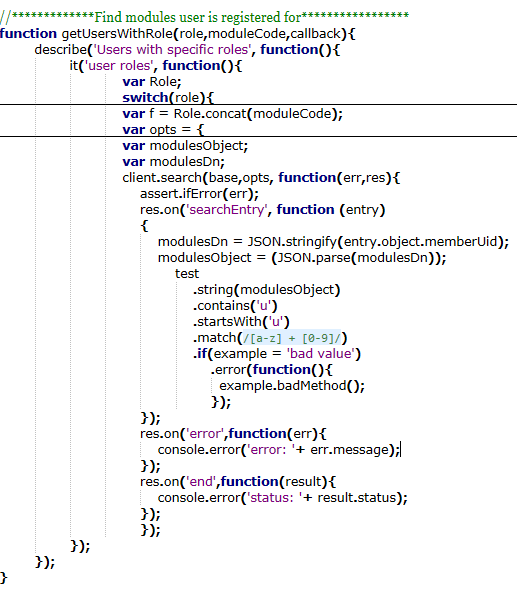 //*************Find modules user is registered for*****************
function getUsersWithRole(role,moduleCode,callback){
describe('Users with specific roles', function(){
it('user roles', function(){
var Role;
switch(role){
var f = Role.concat(moduleCode);
var opts = {
var modulesObject;
var modulesDn;
client.search(base,opts, function(err,res){
assert.ifError(err);
res.on('searchEntry', function (entry)
{
modulesDn = JSON.stringify(entry.object.memberUid);
modulesObject = (JSON.parse(modulesDn));
test
.string(modulesObject)
.contains('u')
.startsWith('u')
.match(/[a-z] + [0-9]/)
.if(example = 'bad value')
.error(function(){
example.badMethod();
});
});
res.on('error',function(err){
console.error('error: '+ err.message);
});
res.on('end',function(result){
console.error('status: '+ result.status);
});
});
});
});
}